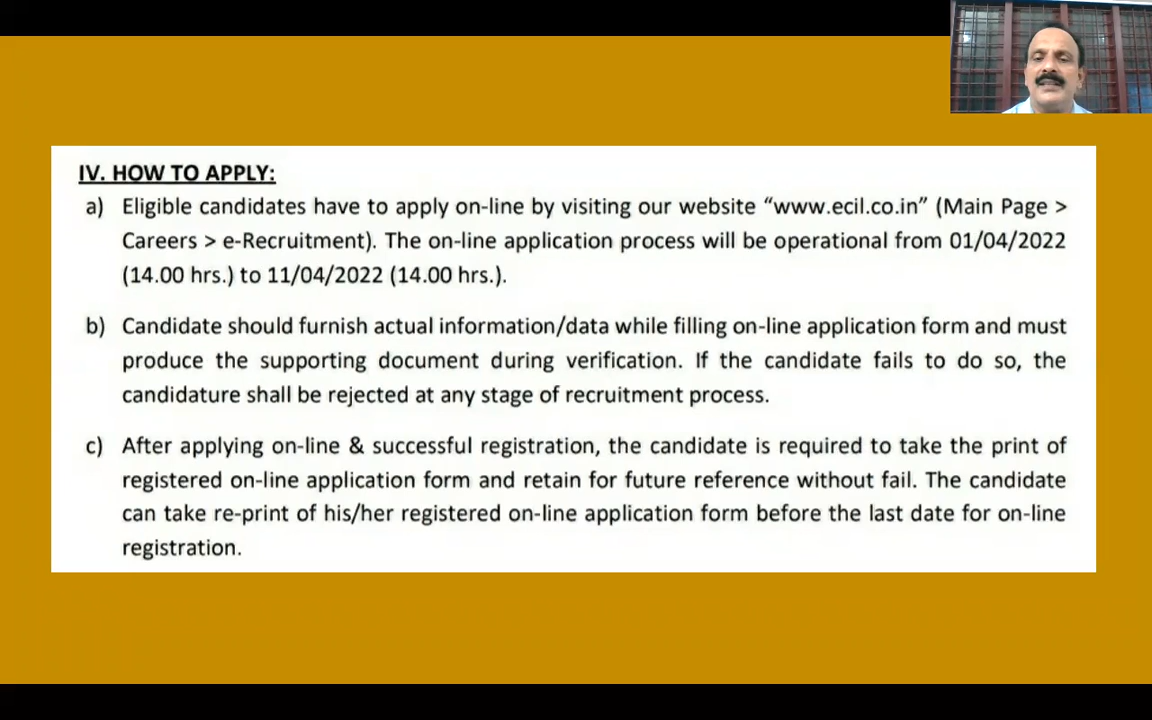 IV. HOW TO APPLY:
a) Eligible candidates have to apply on-line by visiting our website “www.ecil.co.in” (Main Page >
Careers > e-Recruitment). The on-line application process will be operational from 01/04/2022
(14.00 hrs.) to 11/04/2022 (14.00 hrs.).
b) Candidate should furnish actual information/data while filling on-line application form and must
produce the supporting document during verification. If the candidate fails to do so, the
candidature shall be rejected at any stage of recruitment process.
c) After applying on-line & successful registration, the candidate is required to take the print of
registered on-line application form and retain for future reference without fail. The candidate
can take re-print of his/her registered on-line application form before the last date for on-line
registration.